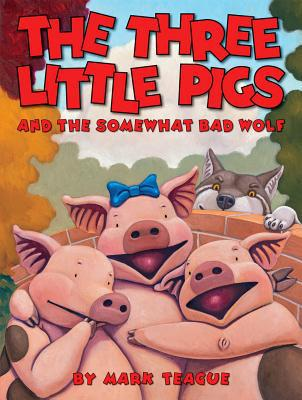 THE THREE
LITTLE PIGS
AND THE SOMEWHAT BAD WOLF
BY MARK TEAGUE